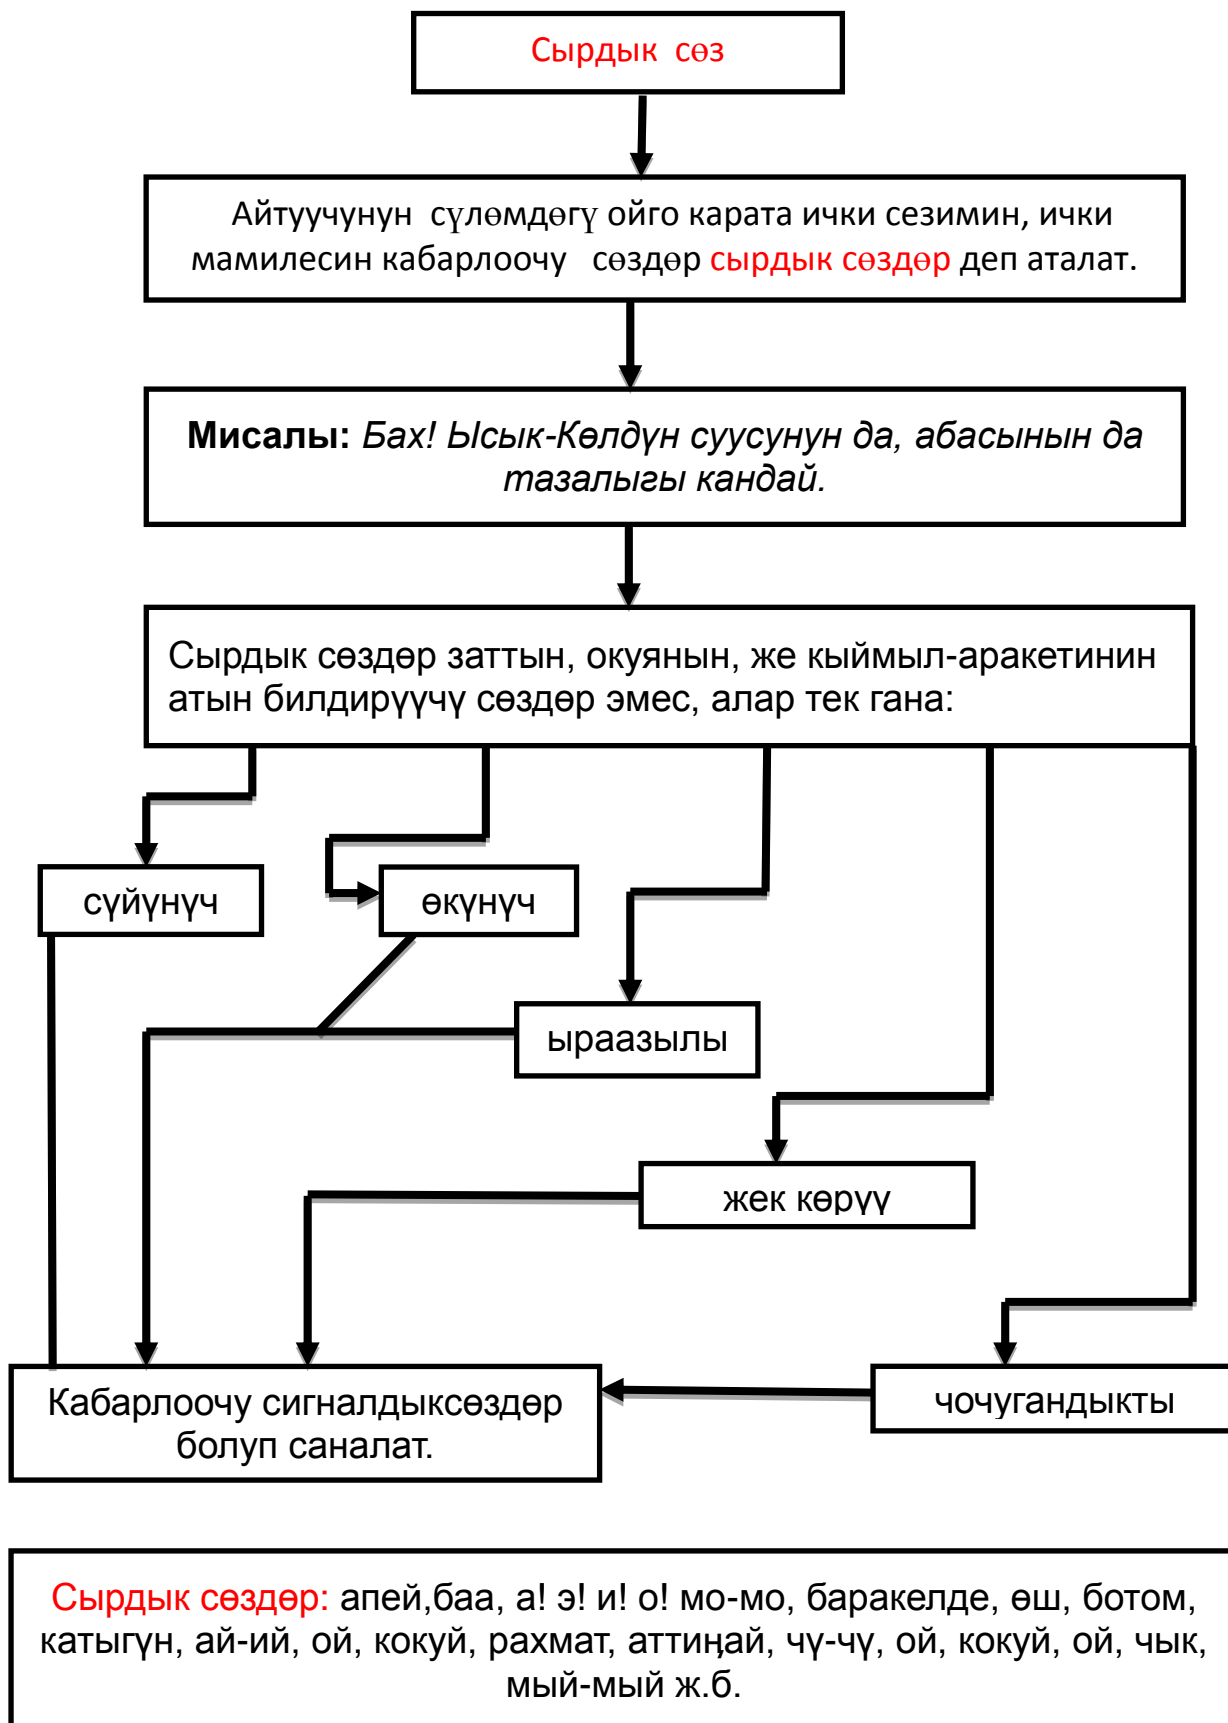 Сырдык сөз
Айтуучунун сүлөмдөгү ойго карата ички сезимин, ички
мамилесин кабарлоочу сөздөр сырдык сөздөр деп аталат.
Мисалы: Бах! Ысык-Көлдүн суусунун да, абасынын да
тазалыгы кандай.
Сырдык сөздөр заттын, окуянын, же кыймыл-аракетинин
атын билдирүүчү сөздөр эмес, алар тек гана:
сүйүнүч
өкүнүч
ыраазылы
жек көрүү
чочугандыкты
Кабарлоочу сигналдыксөздөр
болуп саналат.
Сырдык сөздөр: апей,баа, а! э! и! о! мо-мо, баракелде, өш, ботом,
катыгүн, ай-ий, ой, кокуй, рахмат, аттиңай, чү-чү, ой, кокуй, ой, чык,
мый-мый ж.б.